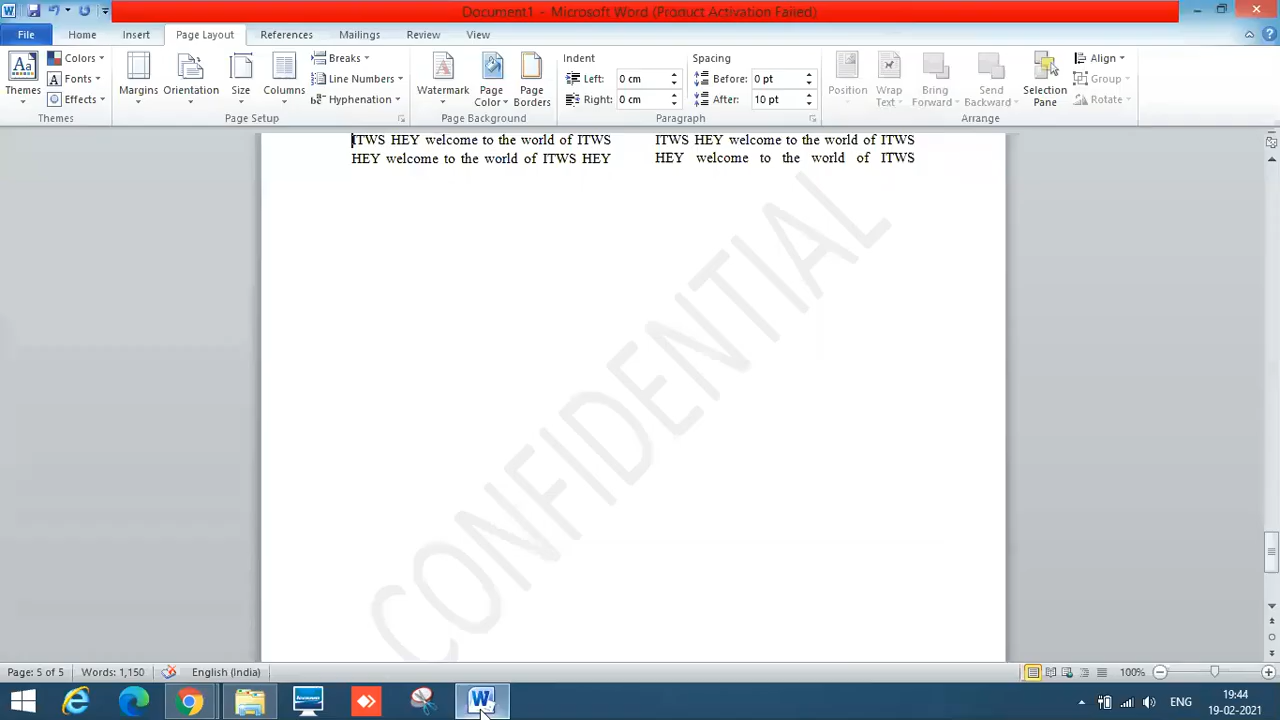 Document1 - Microsoft Word (Product Activation Failed)
File Home Insert Page Layout References Mailings Review View
Colors Breaks Indent Spacing Align
Themes Fonts Margins Orientation Size Columns Line Numbers Watermark Page Color Page Borders Left: 0 cm Before: 0 pt Position Wrap Text Bring Forward Send Backward Selection Pane Group
Effects Hyphenation Right: 0 cm After: 10 pt Rotate
Themes Page Setup Page Background Paragraph Arrange
ITWS HEY welcome to the world of ITWS
HEY welcome to the world of ITWS HEY
ITWS HEY welcome to the world of ITWS
HEY welcome to the world of ITWS
CONFIDENTIAL
Page: 5 of 5 Words: 1,150 English (India) 100%
lenovo
ENG 19:44
19-02-2021